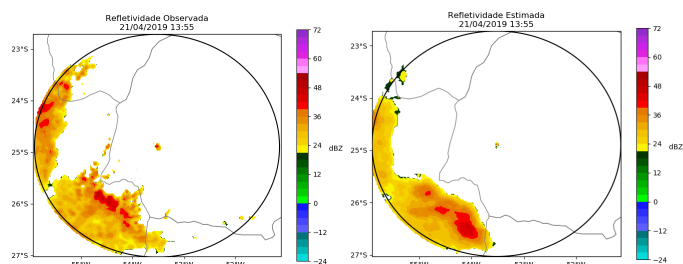 Refletividade Observada
21/04/2019 13:55
23°S
24°S
25°S
26°S
27°S
72
60
48
36
24
12
0
−12
−24
dBZ
Refletividade Estimada
21/04/2019 13:55
23°S
24°S
25°S
26°S
27°S
72
60
48
36
24
12
0
−12
−24
dBZ